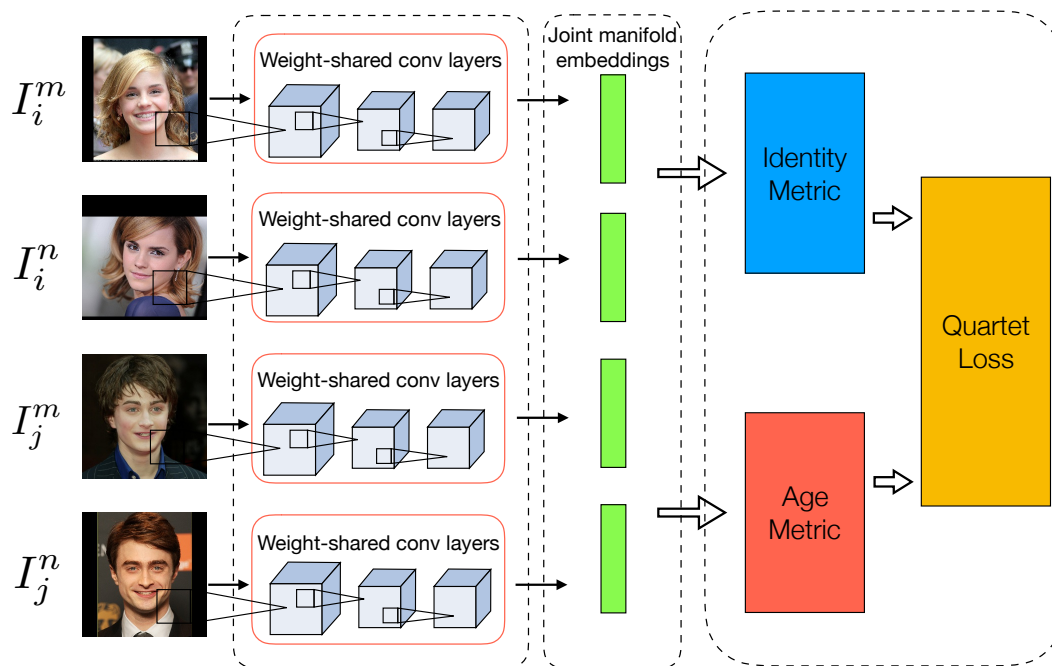 Joint manifold
embeddings
I_i^m
Weight-shared conv layers
I_i^n
Weight-shared conv layers
I_j^m
Weight-shared conv layers
I_j^n
Weight-shared conv layers
Identity
Metric
Age
Metric
Quartet
Loss